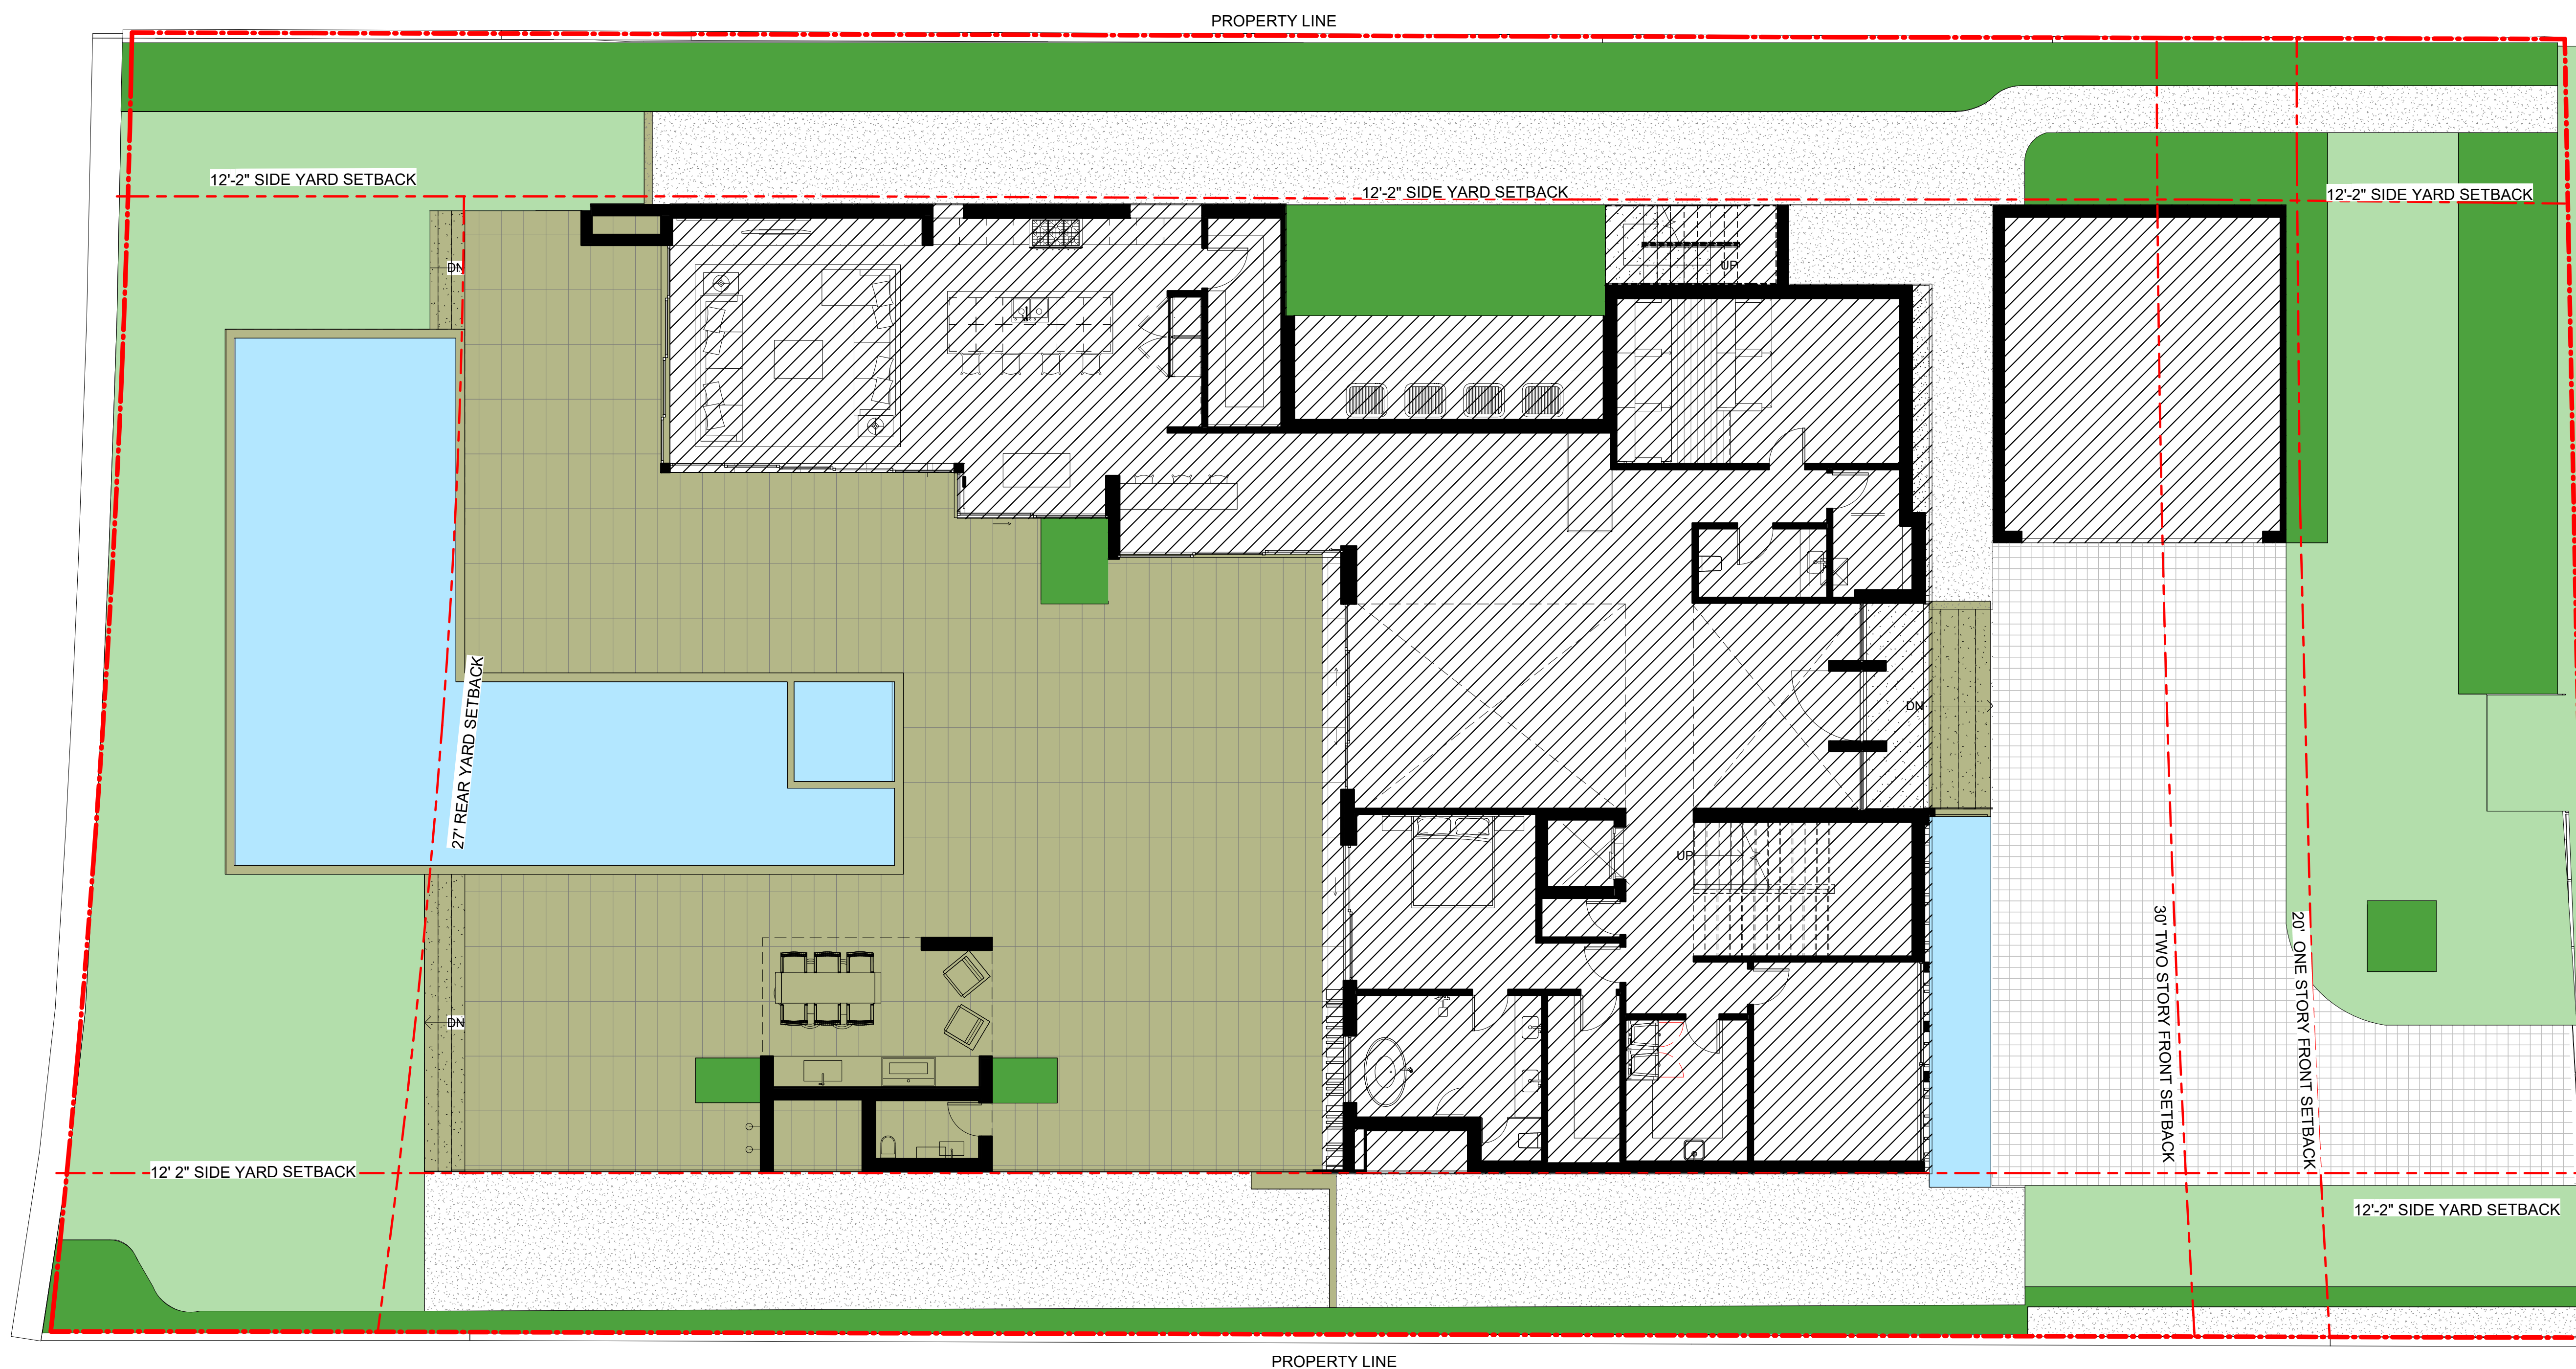 PROPERTY LINE
12'-2" SIDE YARD SETBACK
12'-2" SIDE YARD SETBACK
12'-2" SIDE YARD SETBACK
DN
UP
27' REAR YARD SETBACK
DN
UP
30' TWO STORY FRONT SETBACK
20' ONE STORY FRONT SETBACK
DN
12' 2" SIDE YARD SETBACK
12'-2" SIDE YARD SETBACK
PROPERTY LINE